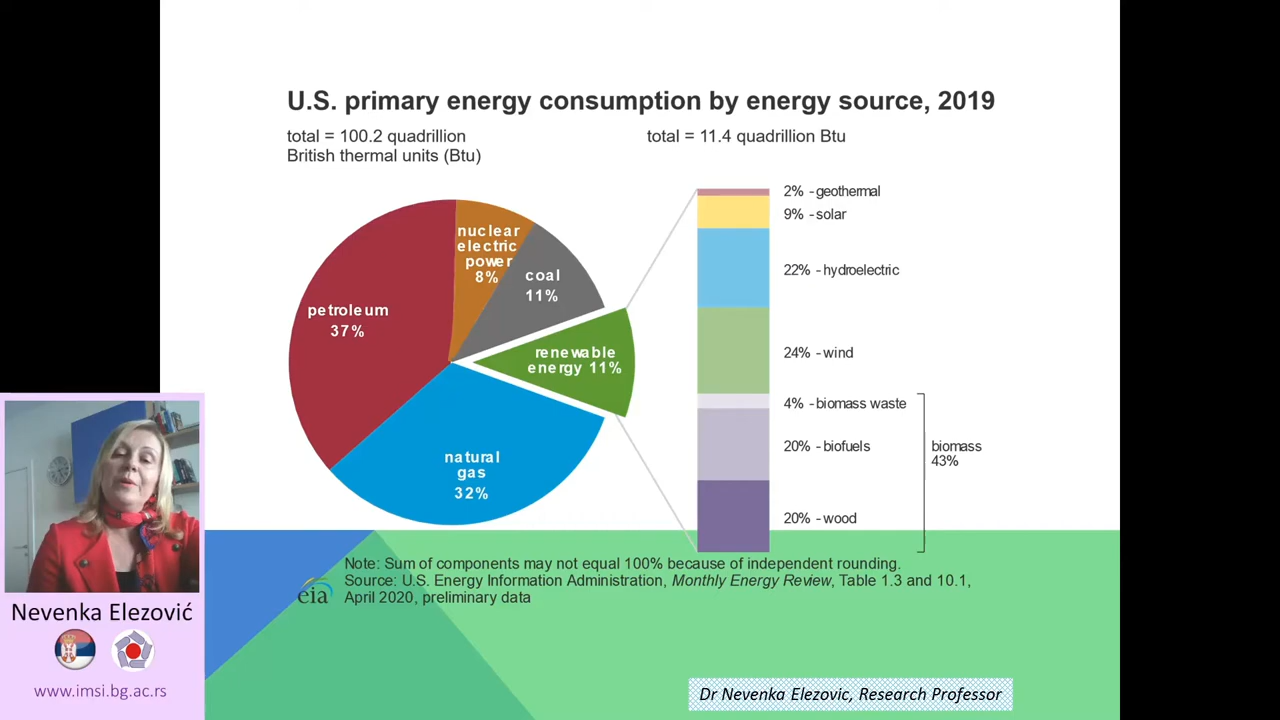 U.S. primary energy consumption by energy source, 2019
total = 100.2 quadrillion
British thermal units (Btu)
total = 11.4 quadrillion Btu
nuclear
electric
power
8%
coal
11%
petroleum
37%
renewable
energy 11%
natural
gas
32%
2% - geothermal
9% - solar
22% - hydroelectric
24% - wind
4% - biomass waste
20% - biofuels
20% - wood
biomass
43%
Note: Sum of components may not equal 100% because of independent rounding.
Source: U.S. Energy Information Administration, Monthly Energy Review, Table 1.3 and 10.1,
April 2020, preliminary data
eia
Nevenka Elezović
www.imsi.bg.ac.rs
Dr Nevenka Elezovic, Research Professor